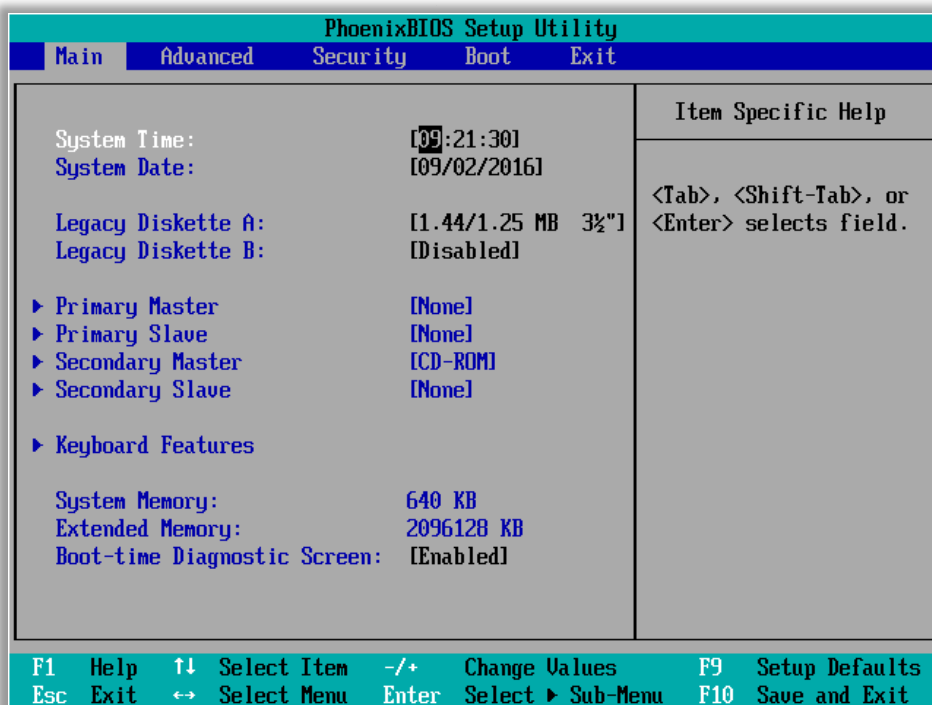 PhoenixBIOS Setup Utility
Main Advanced Security Boot Exit
Item Specific Help
System Time: [09:21:30]
System Date: [09/02/2016]
<Tab>, <Shift-Tab>, or
<Enter> selects field.
Legacy Diskette A: [1.44/1.25 MB 3½"]
Legacy Diskette B: [Disabled]
▶ Primary Master [None]
▶ Primary Slave [None]
▶ Secondary Master [CD-ROM]
▶ Secondary Slave [None]
▶ Keyboard Features
System Memory: 640 KB
Extended Memory: 2096128 KB
Boot-time Diagnostic Screen: [Enabled]
F1 Help ↑↓ Select Item -/+ Change Values F9 Setup Defaults
Esc Exit ↔ Select Menu Enter Select ▶ Sub-Menu F10 Save and Exit